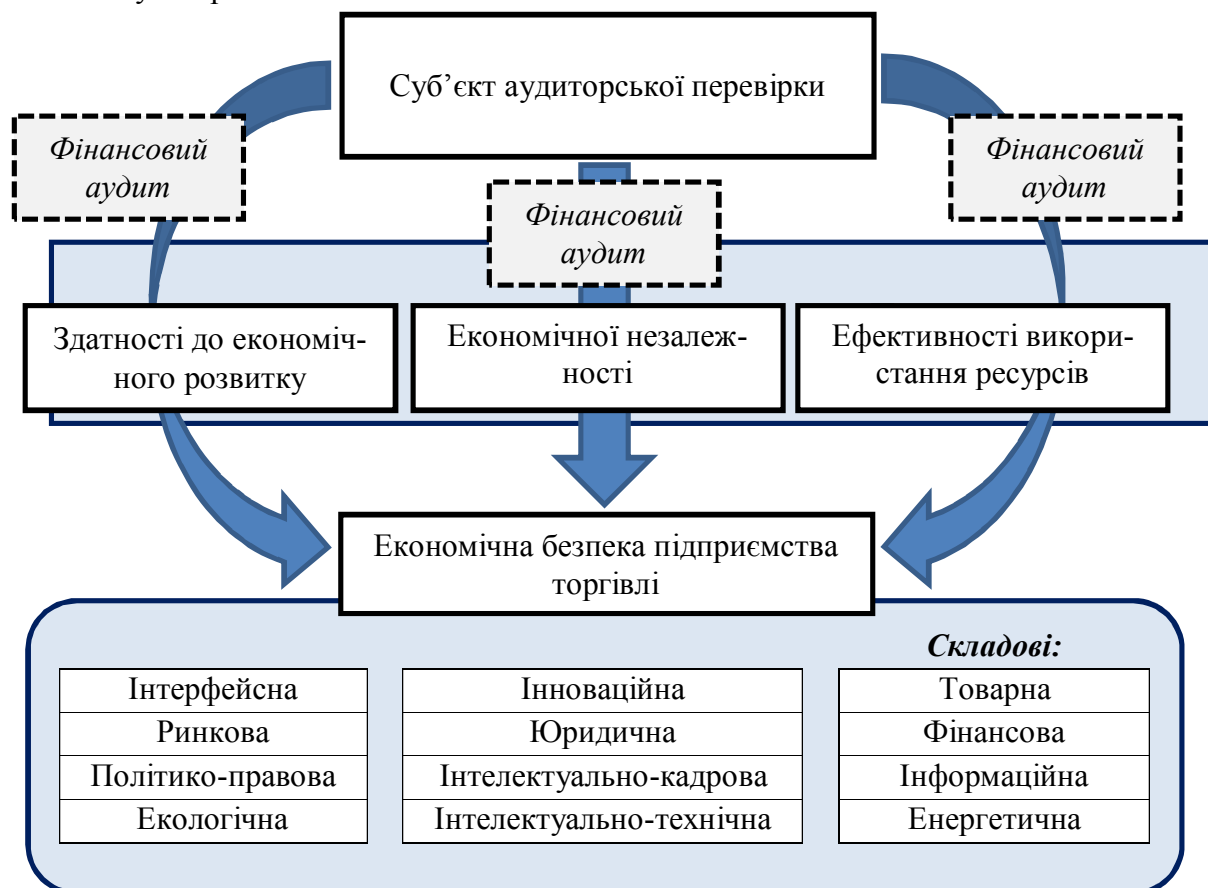 Суб’єкт аудиторської перевірки
Фінансовий
аудит
Фінансовий
аудит
Фінансовий
аудит
Здатності до економіч-
ного розвитку
Економічної незалеж-
ності
Ефективності викори-
стання ресурсів
Економічна безпека підприємства
торгівлі
Складові:
Інтерфейсна
Ринкова
Політико-правова
Екологічна
Інноваційна
Юридична
Інтелектуально-кадрова
Інтелектуально-технічна
Товарна
Фінансова
Інформаційна
Енергетична